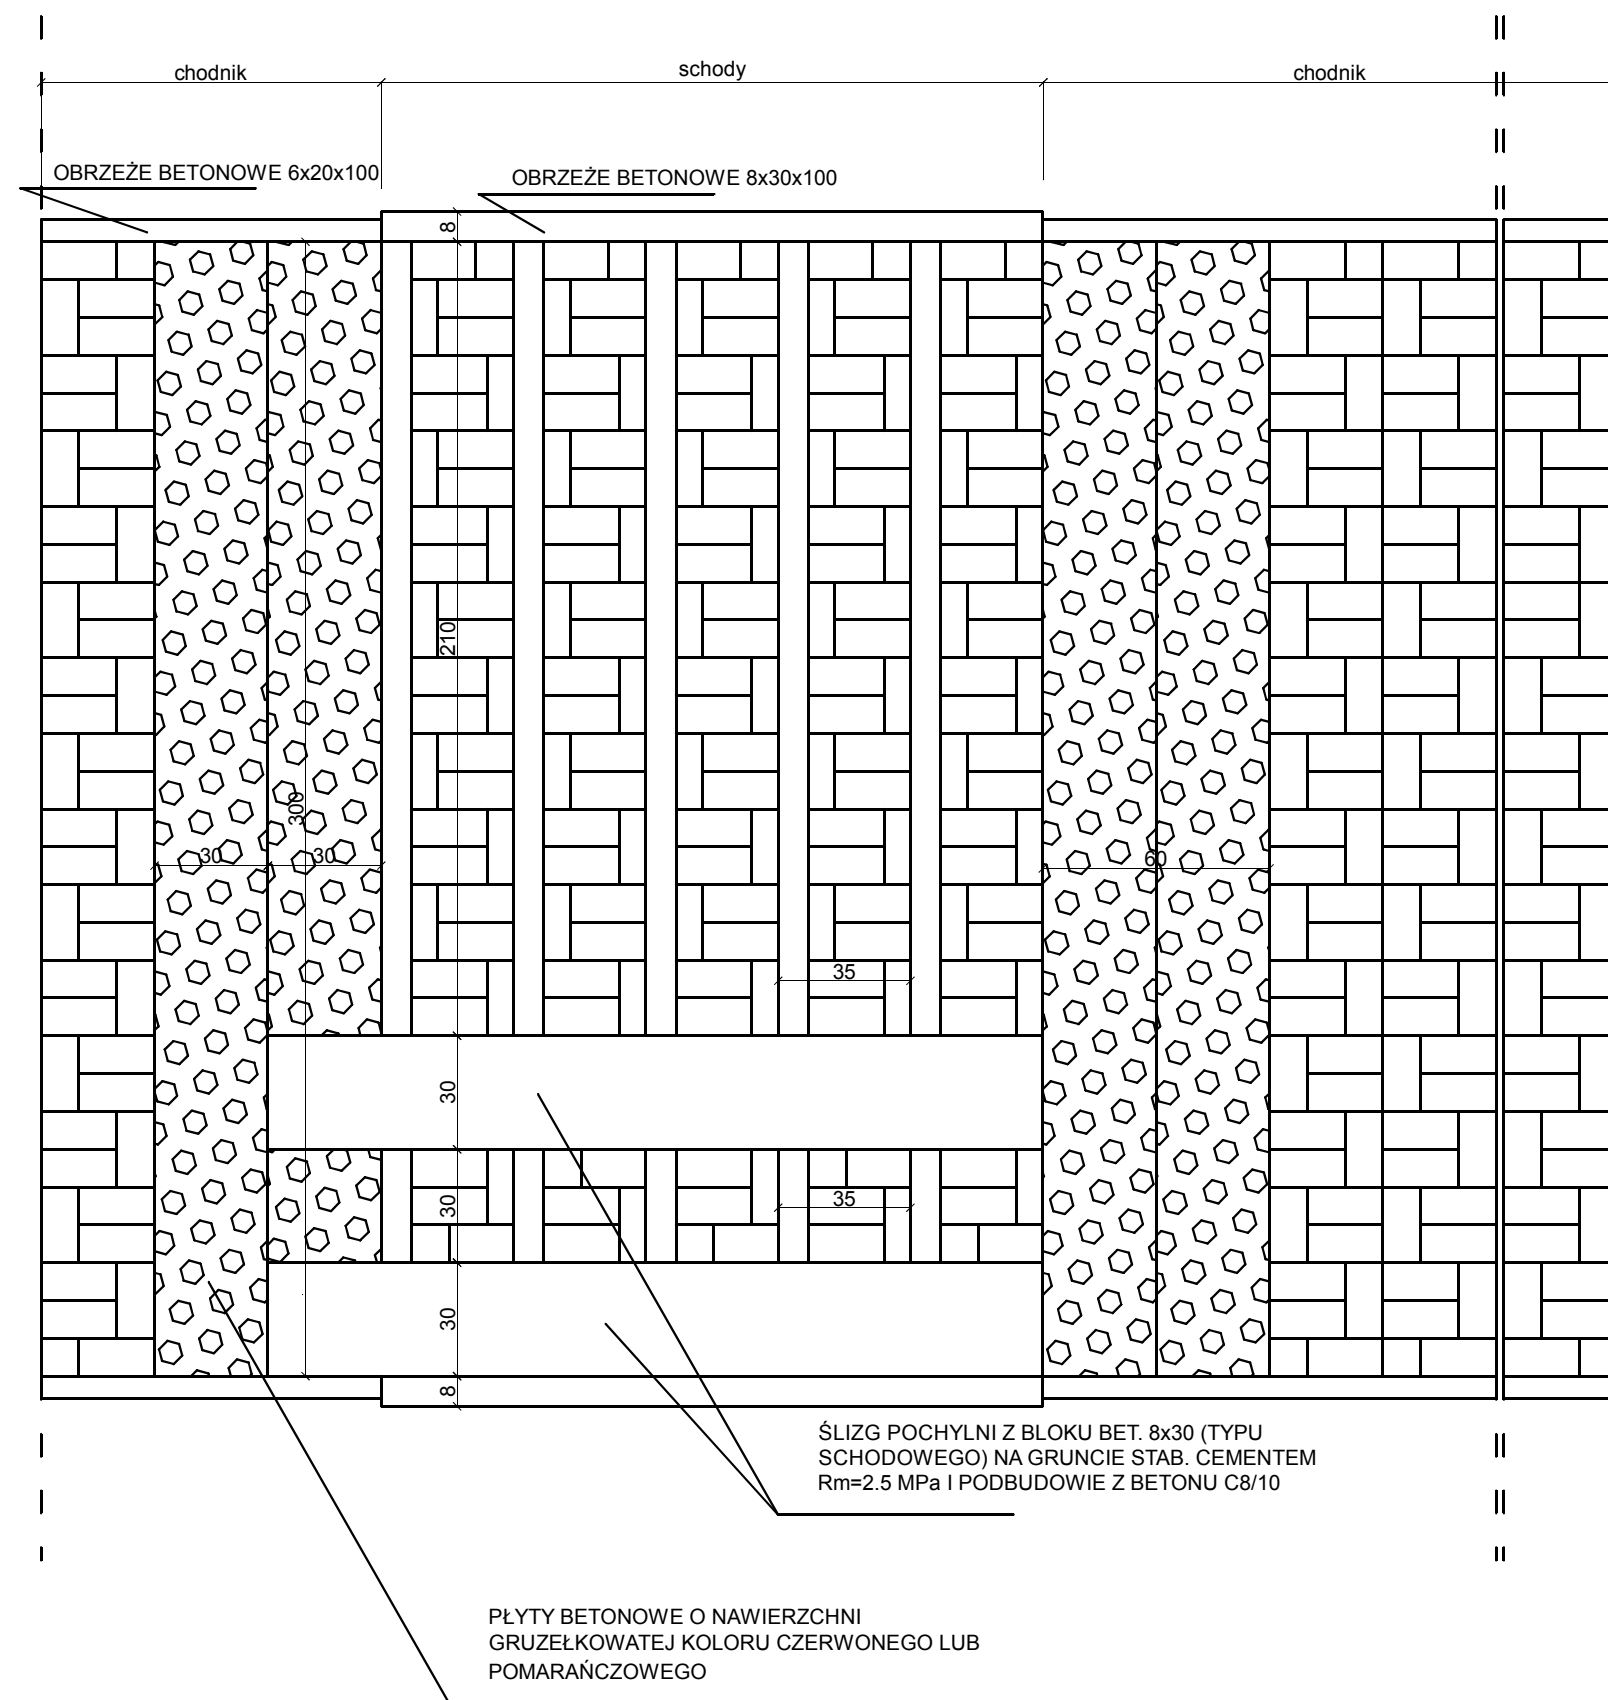 chodnik
schody
chodnik
OBRZEŻE BETONOWE 6x20x100
OBRZEŻE BETONOWE 8x30x100
8
210
300
30
30
60
35
30
30
35
30
8
ŚLIZG POCHYLNI Z BLOKU BET. 8x30 (TYPU
SCHODOWEGO) NA GRUNCIE STAB. CEMENTEM
Rm=2.5 MPa I PODBUDOWIE Z BETONU C8/10
PŁYTY BETONOWE O NAWIERZCHNI
GRUZEŁKOWATEJ KOLORU CZERWONEGO LUB
POMARAŃCZOWEGO